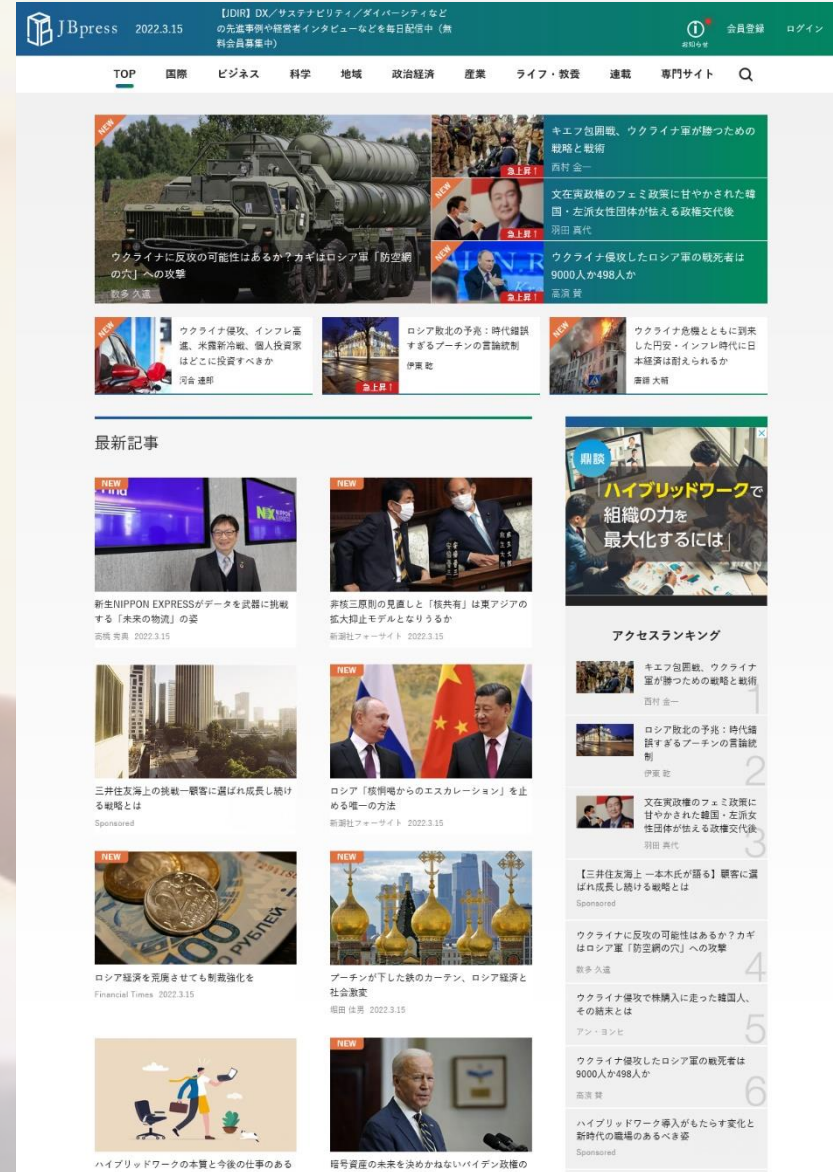 JBpress
2022.3.15
【JDIR】DX／サステナビリティ／ダイバーシティなど
の先進事例や経営者インタビューなどを毎日配信中（無
料会員募集中）
お知らせ
会員登録
ログイン
TOP
国際
ビジネス
科学
地域
政治経済
産業
ライフ・教養
連載
専門サイト
NEW
ウクライナに反攻の可能性はあるか？カギはロシア軍「防空網
の穴」への攻撃
数多 久遠
急上昇！
キエフ包囲戦、ウクライナ軍が勝つための
戦略と戦術
西村 金一
NEW
急上昇！
文在寅政権のフェミ政策に甘やかされた韓
国・左派女性団体が怯える政権交代後
羽田 真代
NEW
急上昇！
ウクライナ侵攻したロシア軍の戦死者は
9000人か498人か
高濱 賛
NEW
ウクライナ侵攻、インフレ高
進、米露新冷戦、個人投資家
はどこに投資すべきか
河合 達郎
急上昇！
ロシア敗北の予兆：時代錯誤
すぎるプーチンの言論統制
伊東 乾
NEW
ウクライナ危機とともに到来
した円安・インフレ時代に日
本経済は耐えられるか
唐鎌 大輔
最新記事
NEW
NIPPON EXPRESS
新生NIPPON EXPRESSがデータを武器に挑戦
する「未来の物流」の姿
高橋 秀典 2022.3.15
NEW
非核三原則の見直しと「核共有」は東アジアの
拡大抑止モデルとなりうるか
新潮社フォーサイト 2022.3.15
三井住友海上の挑戦ー顧客に選ばれ成長し続け
る戦略とは
Sponsored
NEW
ロシア「核恫喝からのエスカレーション」を止
める唯一の方法
新潮社フォーサイト 2022.3.15
NEW
ロシア経済を荒廃させても制裁強化を
Financial Times 2022.3.15
NEW
プーチンが下した鉄のカーテン、ロシア経済と
社会激変
堀田 佳男 2022.3.15
ハイブリッドワークの本質と今後の仕事のある
NEW
暗号資産の未来を決めかねないバイデン政権の
鼎談
「ハイブリッドワークで
組織の力を
最大化するには」
アクセスランキング
キエフ包囲戦、ウクライナ
軍が勝つための戦略と戦術
西村 金一
1
ロシア敗北の予兆：時代錯
誤すぎるプーチンの言論統
制
伊東 乾
2
文在寅政権のフェミ政策に
甘やかされた韓国・左派女
性団体が怯える政権交代後
羽田 真代
3
【三井住友海上 一本木氏が語る】顧客に選
ばれ成長し続ける戦略とは
Sponsored
ウクライナに反攻の可能性はあるか？カギ
はロシア軍「防空網の穴」への攻撃
数多 久遠
4
ウクライナ侵攻で株購入に走った韓国人、
その結末とは
アン・ヨンヒ
5
ウクライナ侵攻したロシア軍の戦死者は
9000人か498人か
高濱 賛
6
ハイブリッドワーク導入がもたらす変化と
新時代の職場のあるべき姿
Sponsored